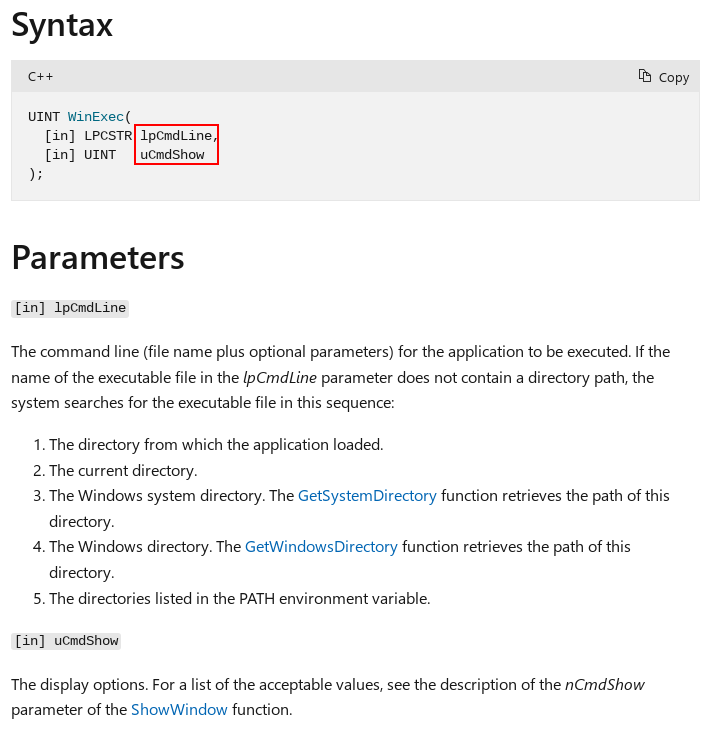 Syntax
C++ Copy
UINT WinExec(
  [in] LPCSTR lpCmdLine,
  [in] UINT   uCmdShow
);
Parameters
[in] lpCmdLine
The command line (file name plus optional parameters) for the application to be executed. If the
name of the executable file in the lpCmdLine parameter does not contain a directory path, the
system searches for the executable file in this sequence:
1. The directory from which the application loaded.
2. The current directory.
3. The Windows system directory. The GetSystemDirectory function retrieves the path of this
directory.
4. The Windows directory. The GetWindowsDirectory function retrieves the path of this
directory.
5. The directories listed in the PATH environment variable.
[in] uCmdShow
The display options. For a list of the acceptable values, see the description of the nCmdShow
parameter of the ShowWindow function.